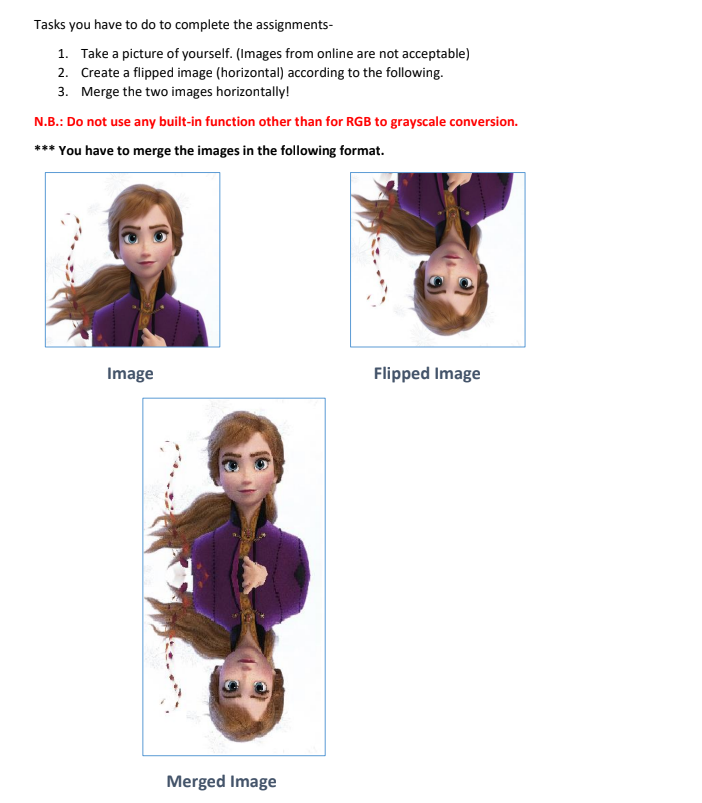 Tasks you have to do to complete the assignments-
1. Take a picture of yourself. (Images from online are not acceptable)
2. Create a flipped image (horizontal) according to the following.
3. Merge the two images horizontally!
N.B.: Do not use any built-in function other than for RGB to grayscale conversion.
*** You have to merge the images in the following format.
Image
Flipped Image
Merged Image